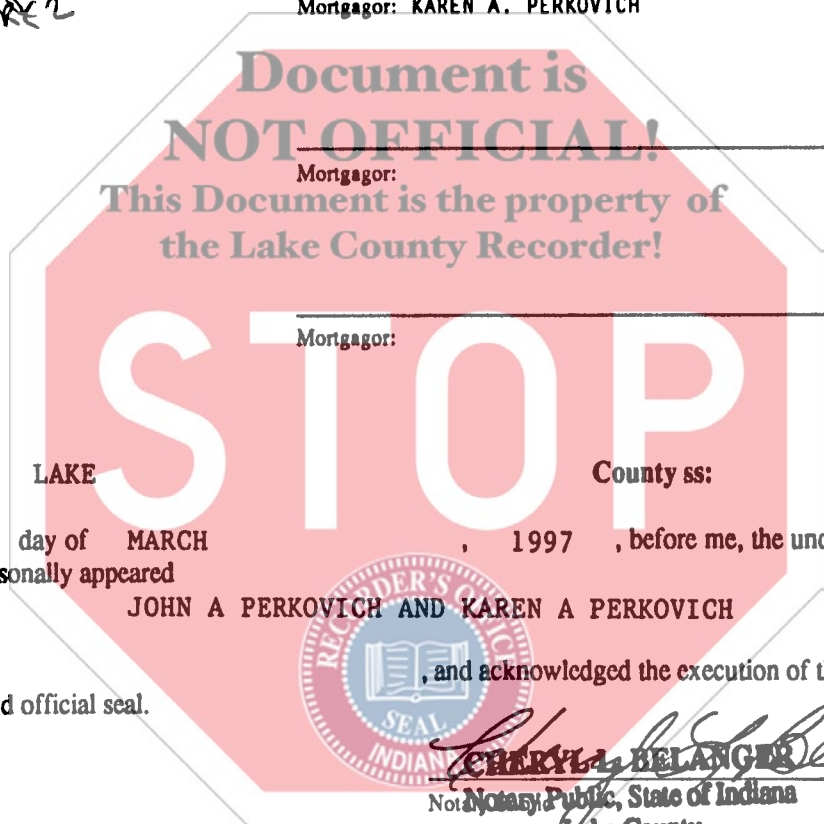 Mortgagor: KAREN A. PERKOVICH
Document is
NOT OFFICIAL!
Mortgagor:
This Document is the property of
the Lake County Recorder!
Mortgagor:
STOP
LAKE County ss:
day of MARCH , 1997 , before me, the und
sonally appeared
JOHN A PERKOVICH AND KAREN A PERKOVICH
RECORDER'S OFFICE
, and acknowledged the execution of t
d official seal.
SEAL
INDIANA
CHERYL L. BELANGER
Notary Public, State of Indiana